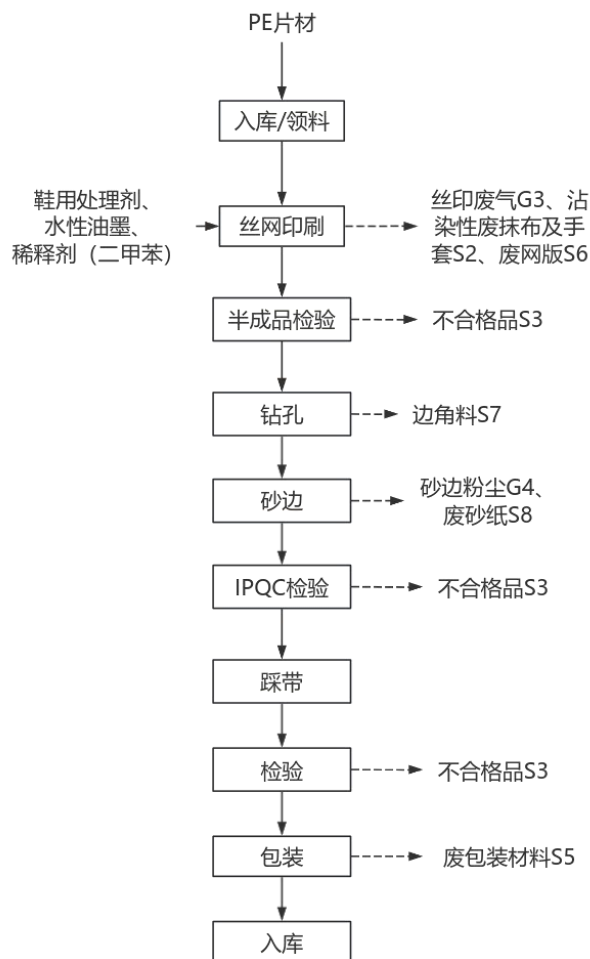 PE片材
入库/领料
鞋用处理剂、
水性油墨、
稀释剂（二甲苯）
丝网印刷
丝印废气G3、沾
染性废抹布及手
套S2、废网版S6
半成品检验
不合格品S3
钻孔
边角料S7
砂边
砂边粉尘G4、
废砂纸S8
IPQC检验
不合格品S3
踩带
检验
不合格品S3
包装
废包装材料S5
入库